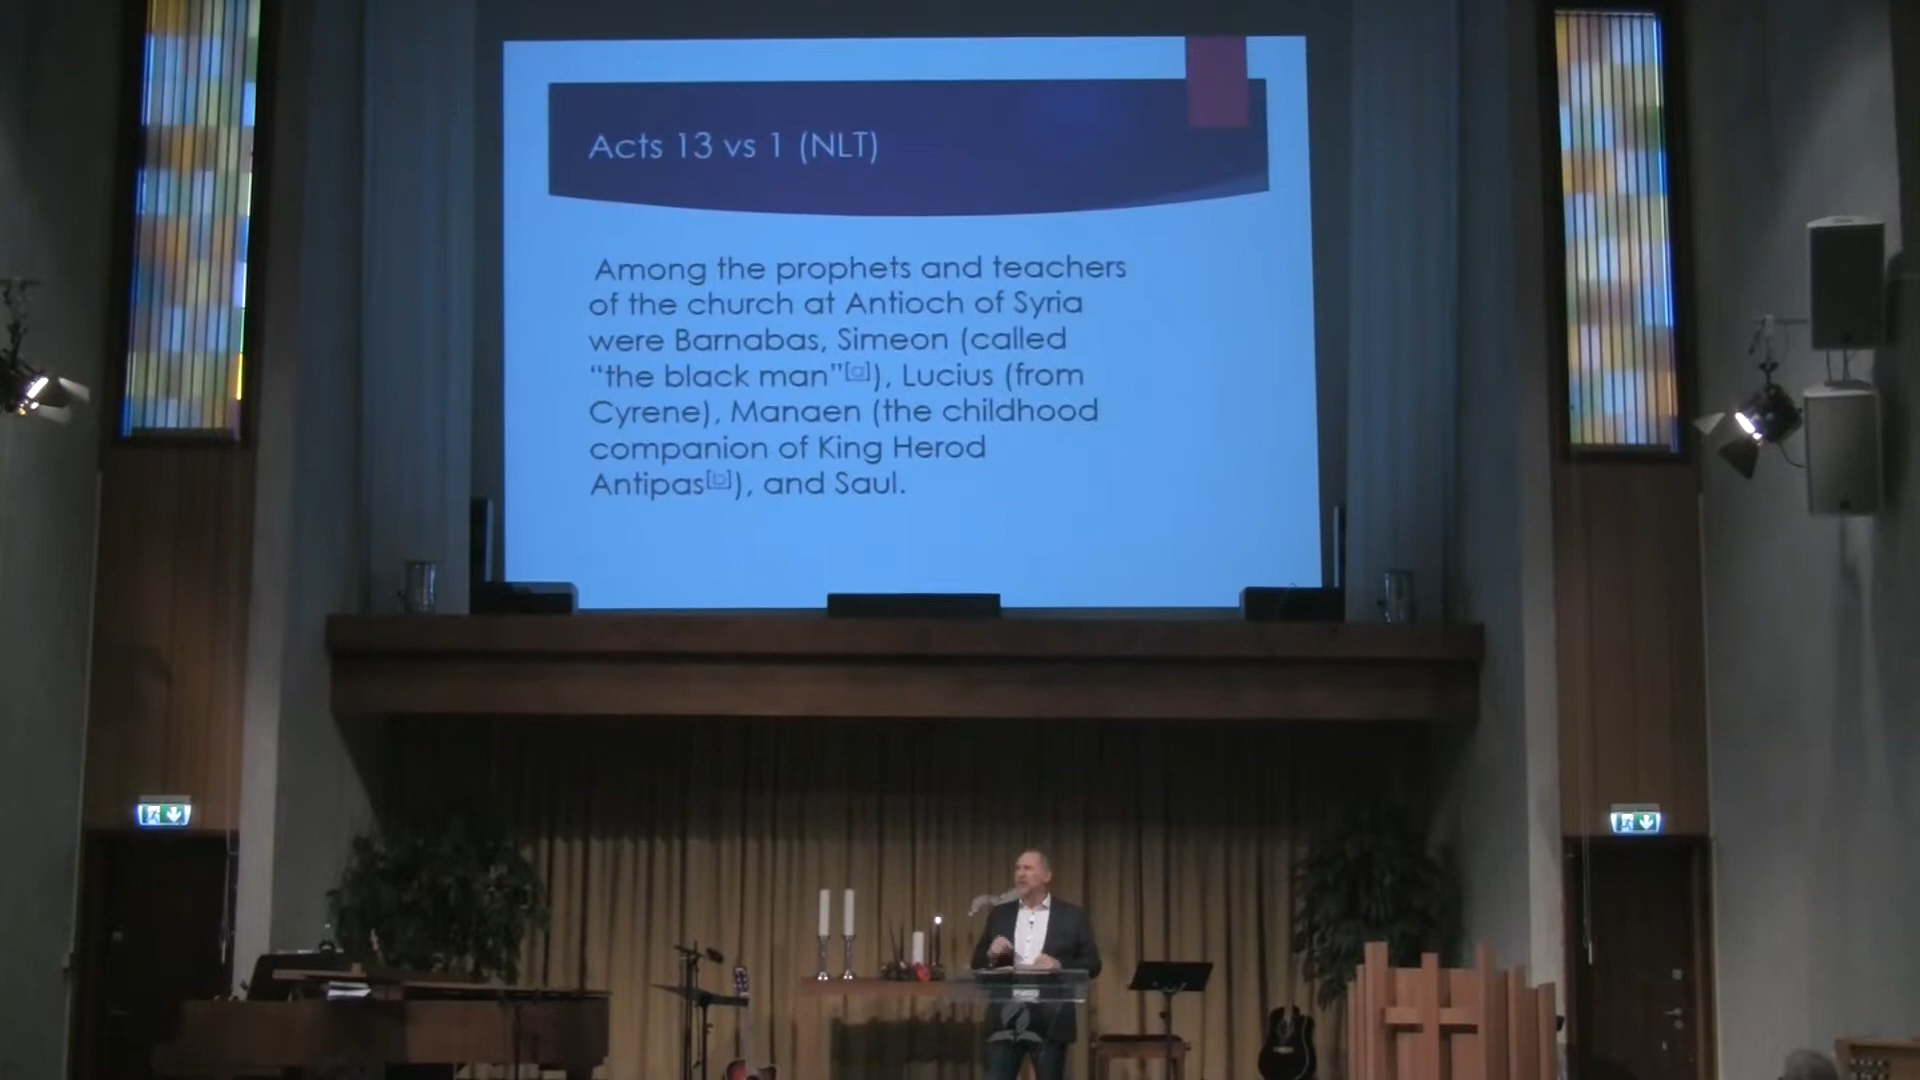 Acts 13 vs 1 (NLT)
Among the prophets and teachers
of the church at Antioch of Syria
were Barnabas, Simeon (called
“the black man”[a]), Lucius (from
Cyrene), Manaen (the childhood
companion of King Herod
Antipas[b]), and Saul.